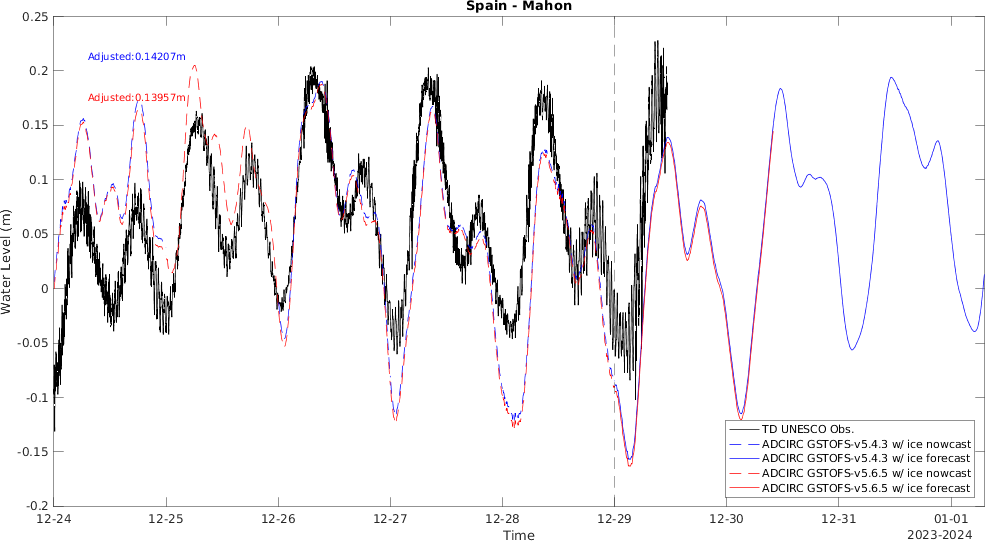 Spain - Mahon
Adjusted:0.14207m
Adjusted:0.13957m
Water Level (m)
0.25
0.2
0.15
0.1
0.05
0
-0.05
-0.1
-0.15
-0.2
TD UNESCO Obs.
ADCIRC GSTOFS-v5.4.3 w/ ice nowcast
ADCIRC GSTOFS-v5.4.3 w/ ice forecast
ADCIRC GSTOFS-v5.6.5 w/ ice nowcast
ADCIRC GSTOFS-v5.6.5 w/ ice forecast
12-24 12-25 12-26 12-27 12-28 12-29 12-30 12-31 01-01
Time
2023-2024